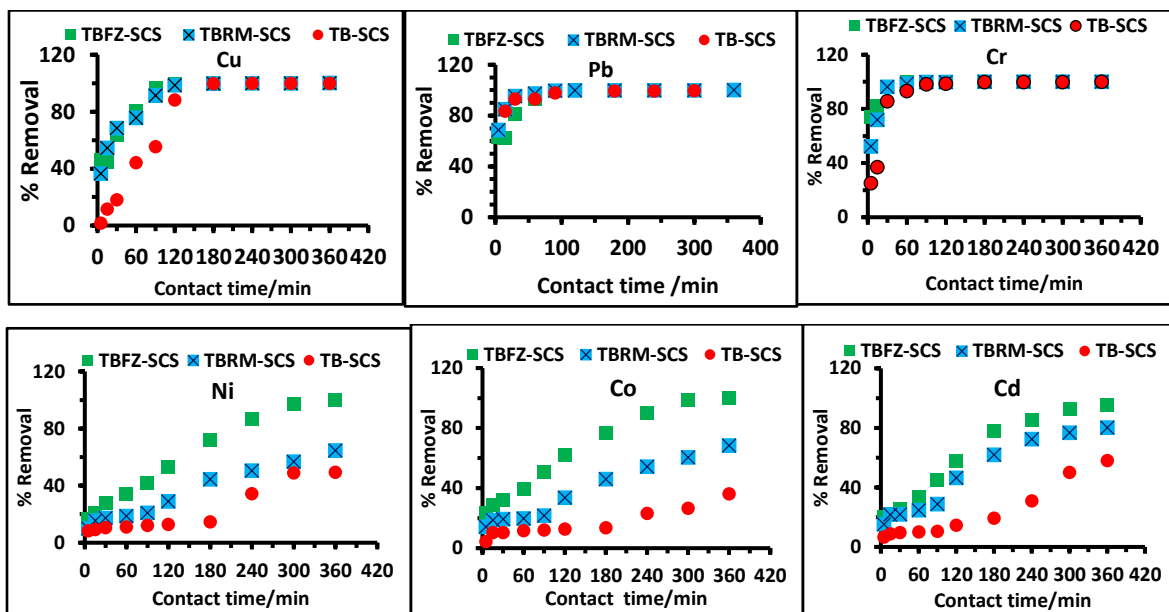 TBFZ-SCS TBRM-SCS TB-SCS
Cu
% Removal
120
80
40
0
0 60 120 180 240 300 360 420
Contact time/min
TBFZ-SCS TBRM-SCS TB-SCS
Pb
% Removal
120
80
40
0
0 100 200 300 400
Contact time /min
TBFZ-SCS TBRM-SCS TB-SCS
Cr
% Removal
120
80
40
0
0 60 120 180 240 300 360 420
Contact time/min
TBFZ-SCS TBRM-SCS TB-SCS
Ni
% Removal
120
80
40
0
0 60 120 180 240 300 360 420
Contact time/min
TBFZ-SCS TBRM-SCS TB-SCS
Co
% Removal
120
80
40
0
0 60 120 180 240 300 360 420
Contact time/min
TBFZ-SCS TBRM-SCS TB-SCS
Cd
% Removal
120
80
40
0
0 60 120 180 240 300 360 420
Contact time/min